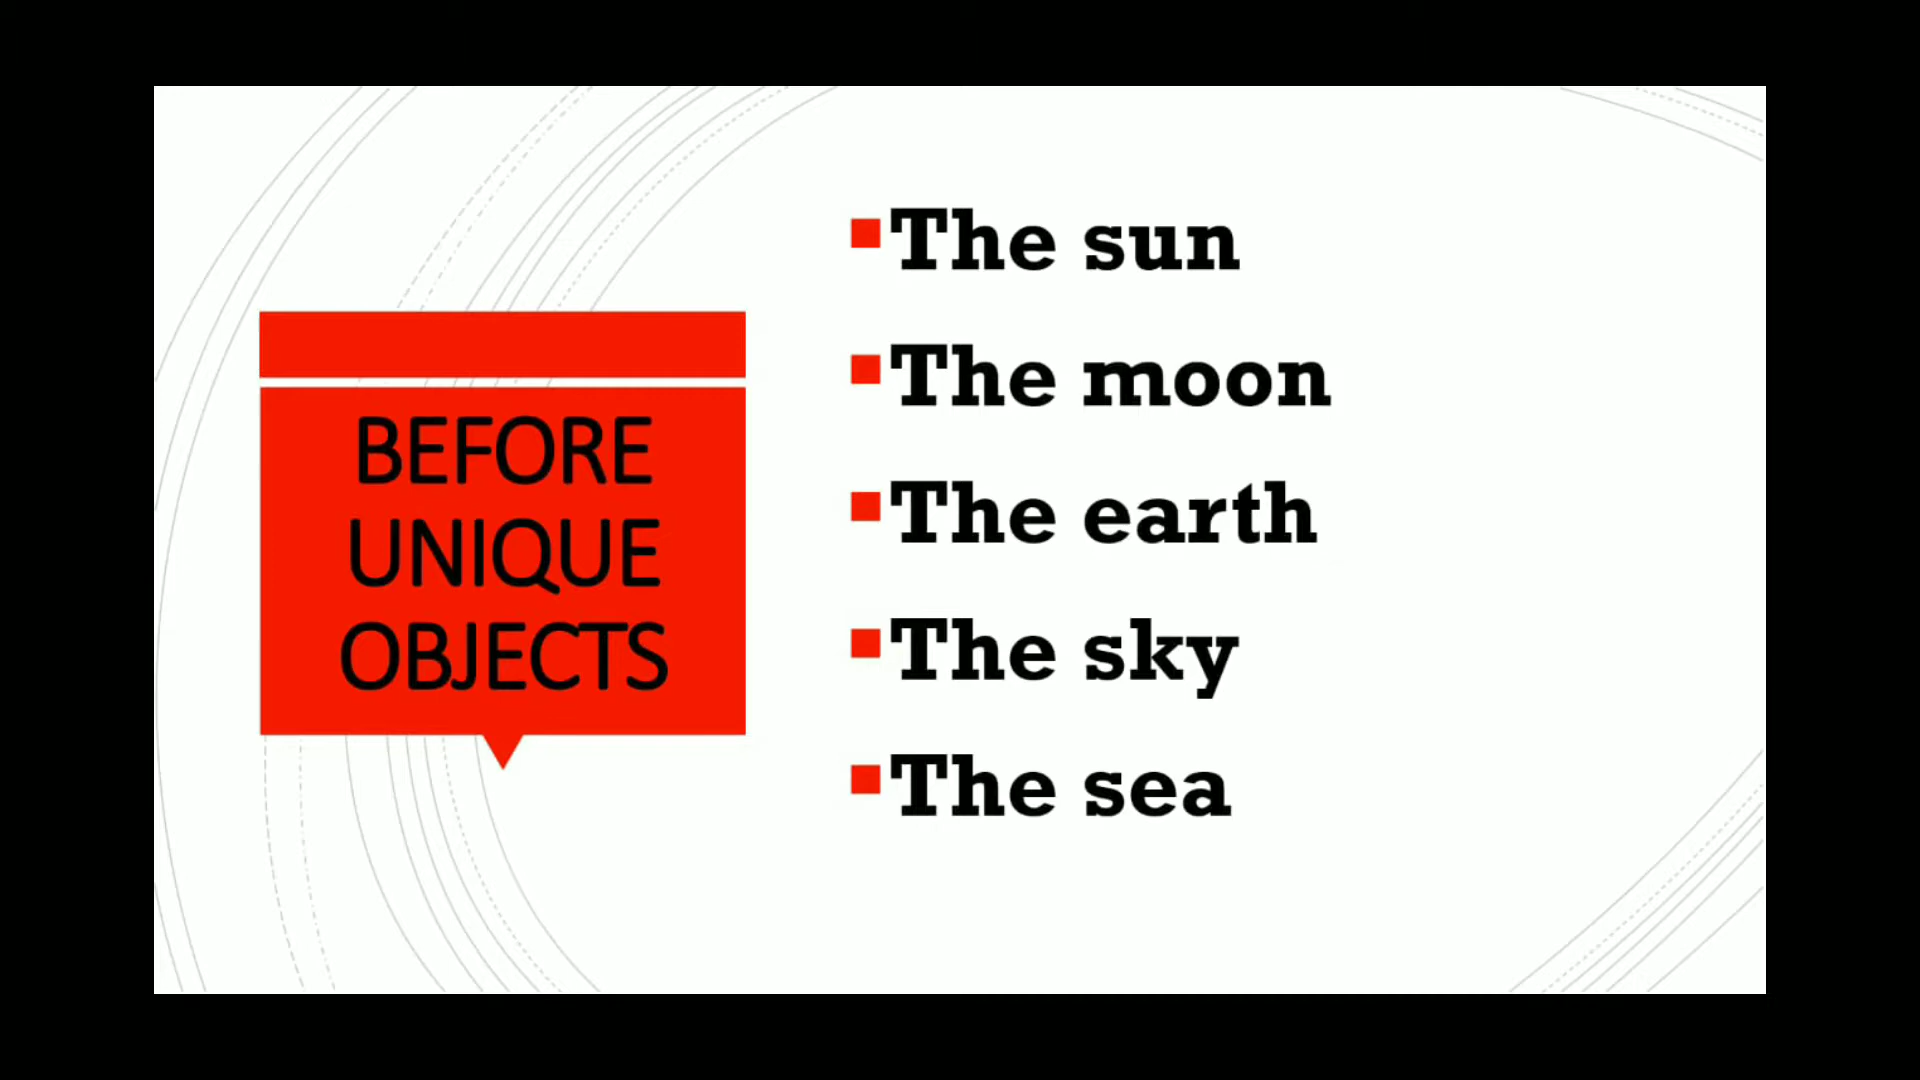 BEFORE
UNIQUE
OBJECTS
The sun
The moon
The earth
The sky
The sea